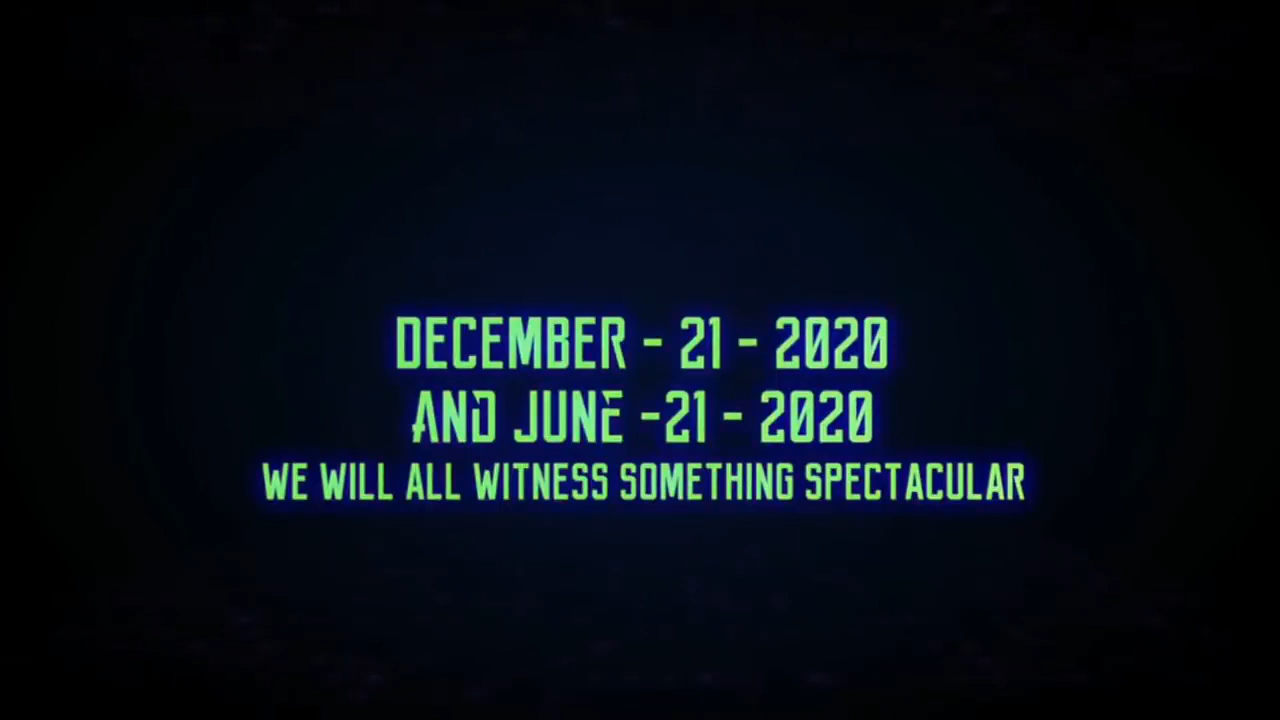 DECEMBER - 21 - 2020
AND JUNE -21 - 2020
WE WILL ALL WITNESS SOMETHING SPECTACULAR